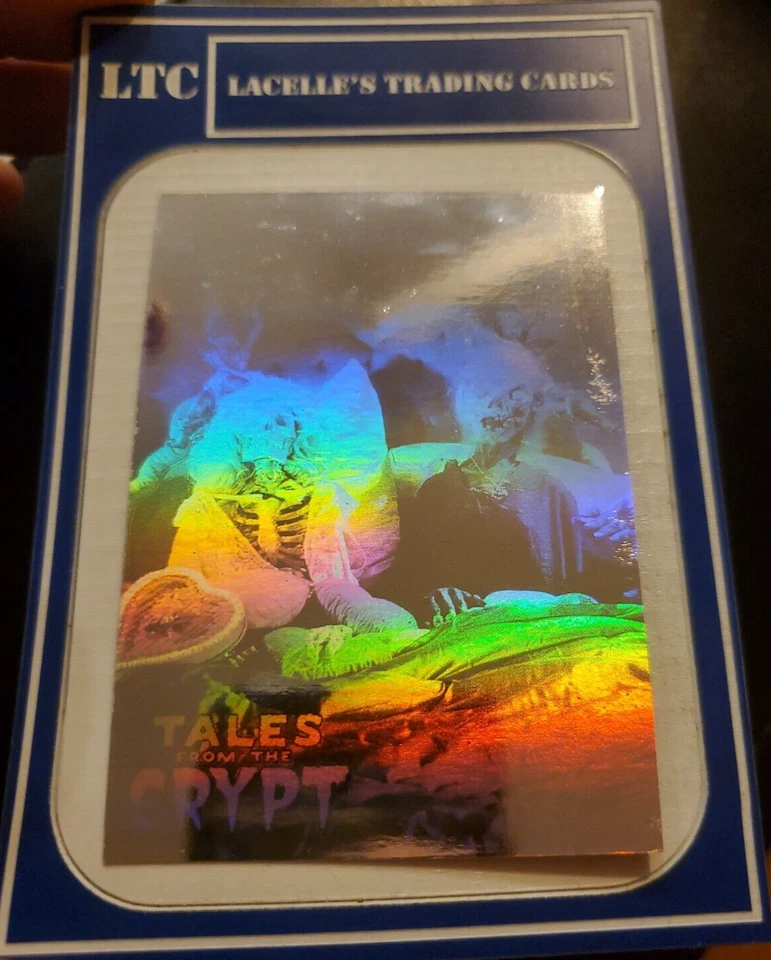 LTC
LACELLE'S TRADING CARDS
TALES
FROM THE
CRYPT